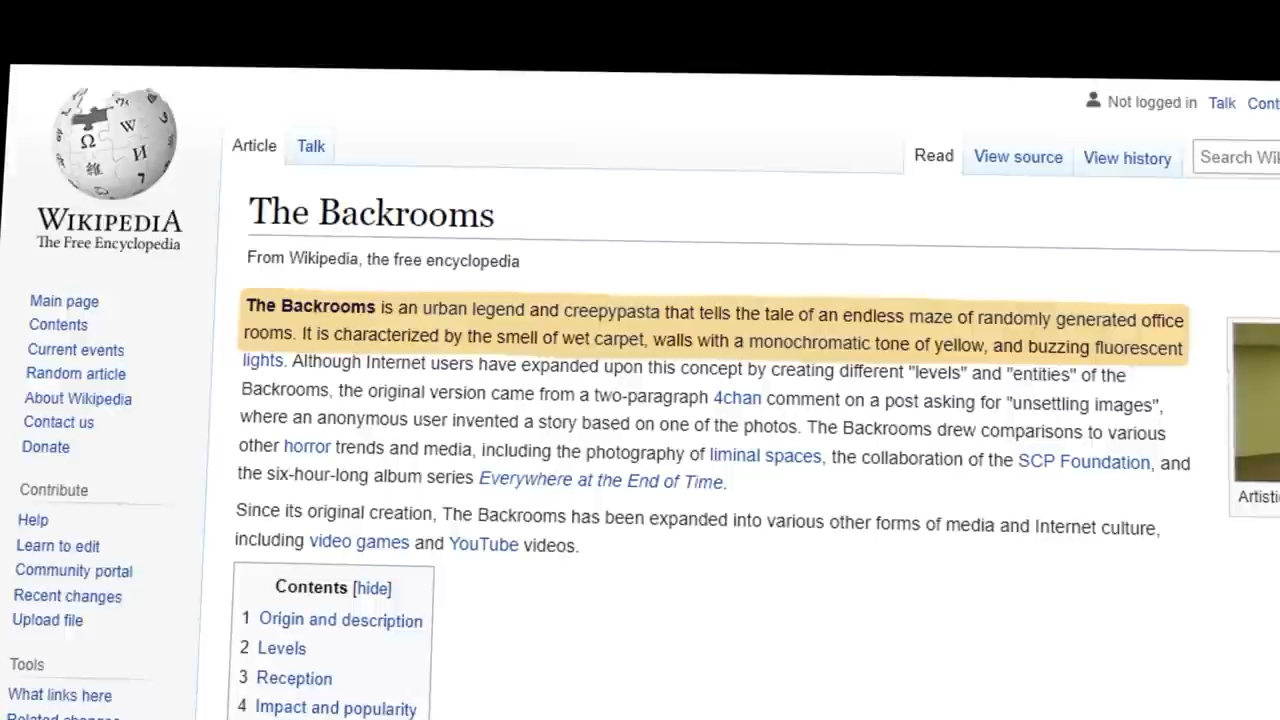 Not logged in Talk
Article Talk Read View source View history Search
WIKIPEDIA
The Free Encyclopedia
The Backrooms
From Wikipedia, the free encyclopedia
Main page
Contents
Current events
Random article
About Wikipedia
Contact us
Donate
Contribute
Help
Learn to edit
Community portal
Recent changes
Upload file
Tools
What links here
The Backrooms is an urban legend and creepypasta that tells the tale of an endless maze of randomly generated office
rooms. It is characterized by the smell of wet carpet, walls with a monochromatic tone of yellow, and buzzing fluorescent
lights. Although Internet users have expanded upon this concept by creating different "levels" and "entities" of the
Backrooms, the original version came from a two-paragraph 4chan comment on a post asking for "unsettling images",
where an anonymous user invented a story based on one of the photos. The Backrooms drew comparisons to various
other horror trends and media, including the photography of liminal spaces, the collaboration of the SCP Foundation, and
the six-hour-long album series Everywhere at the End of Time.
Since its original creation, The Backrooms has been expanded into various other forms of media and Internet culture,
including video games and YouTube videos.
Contents [hide]
1 Origin and description
2 Levels
3 Reception
4 Impact and popularity